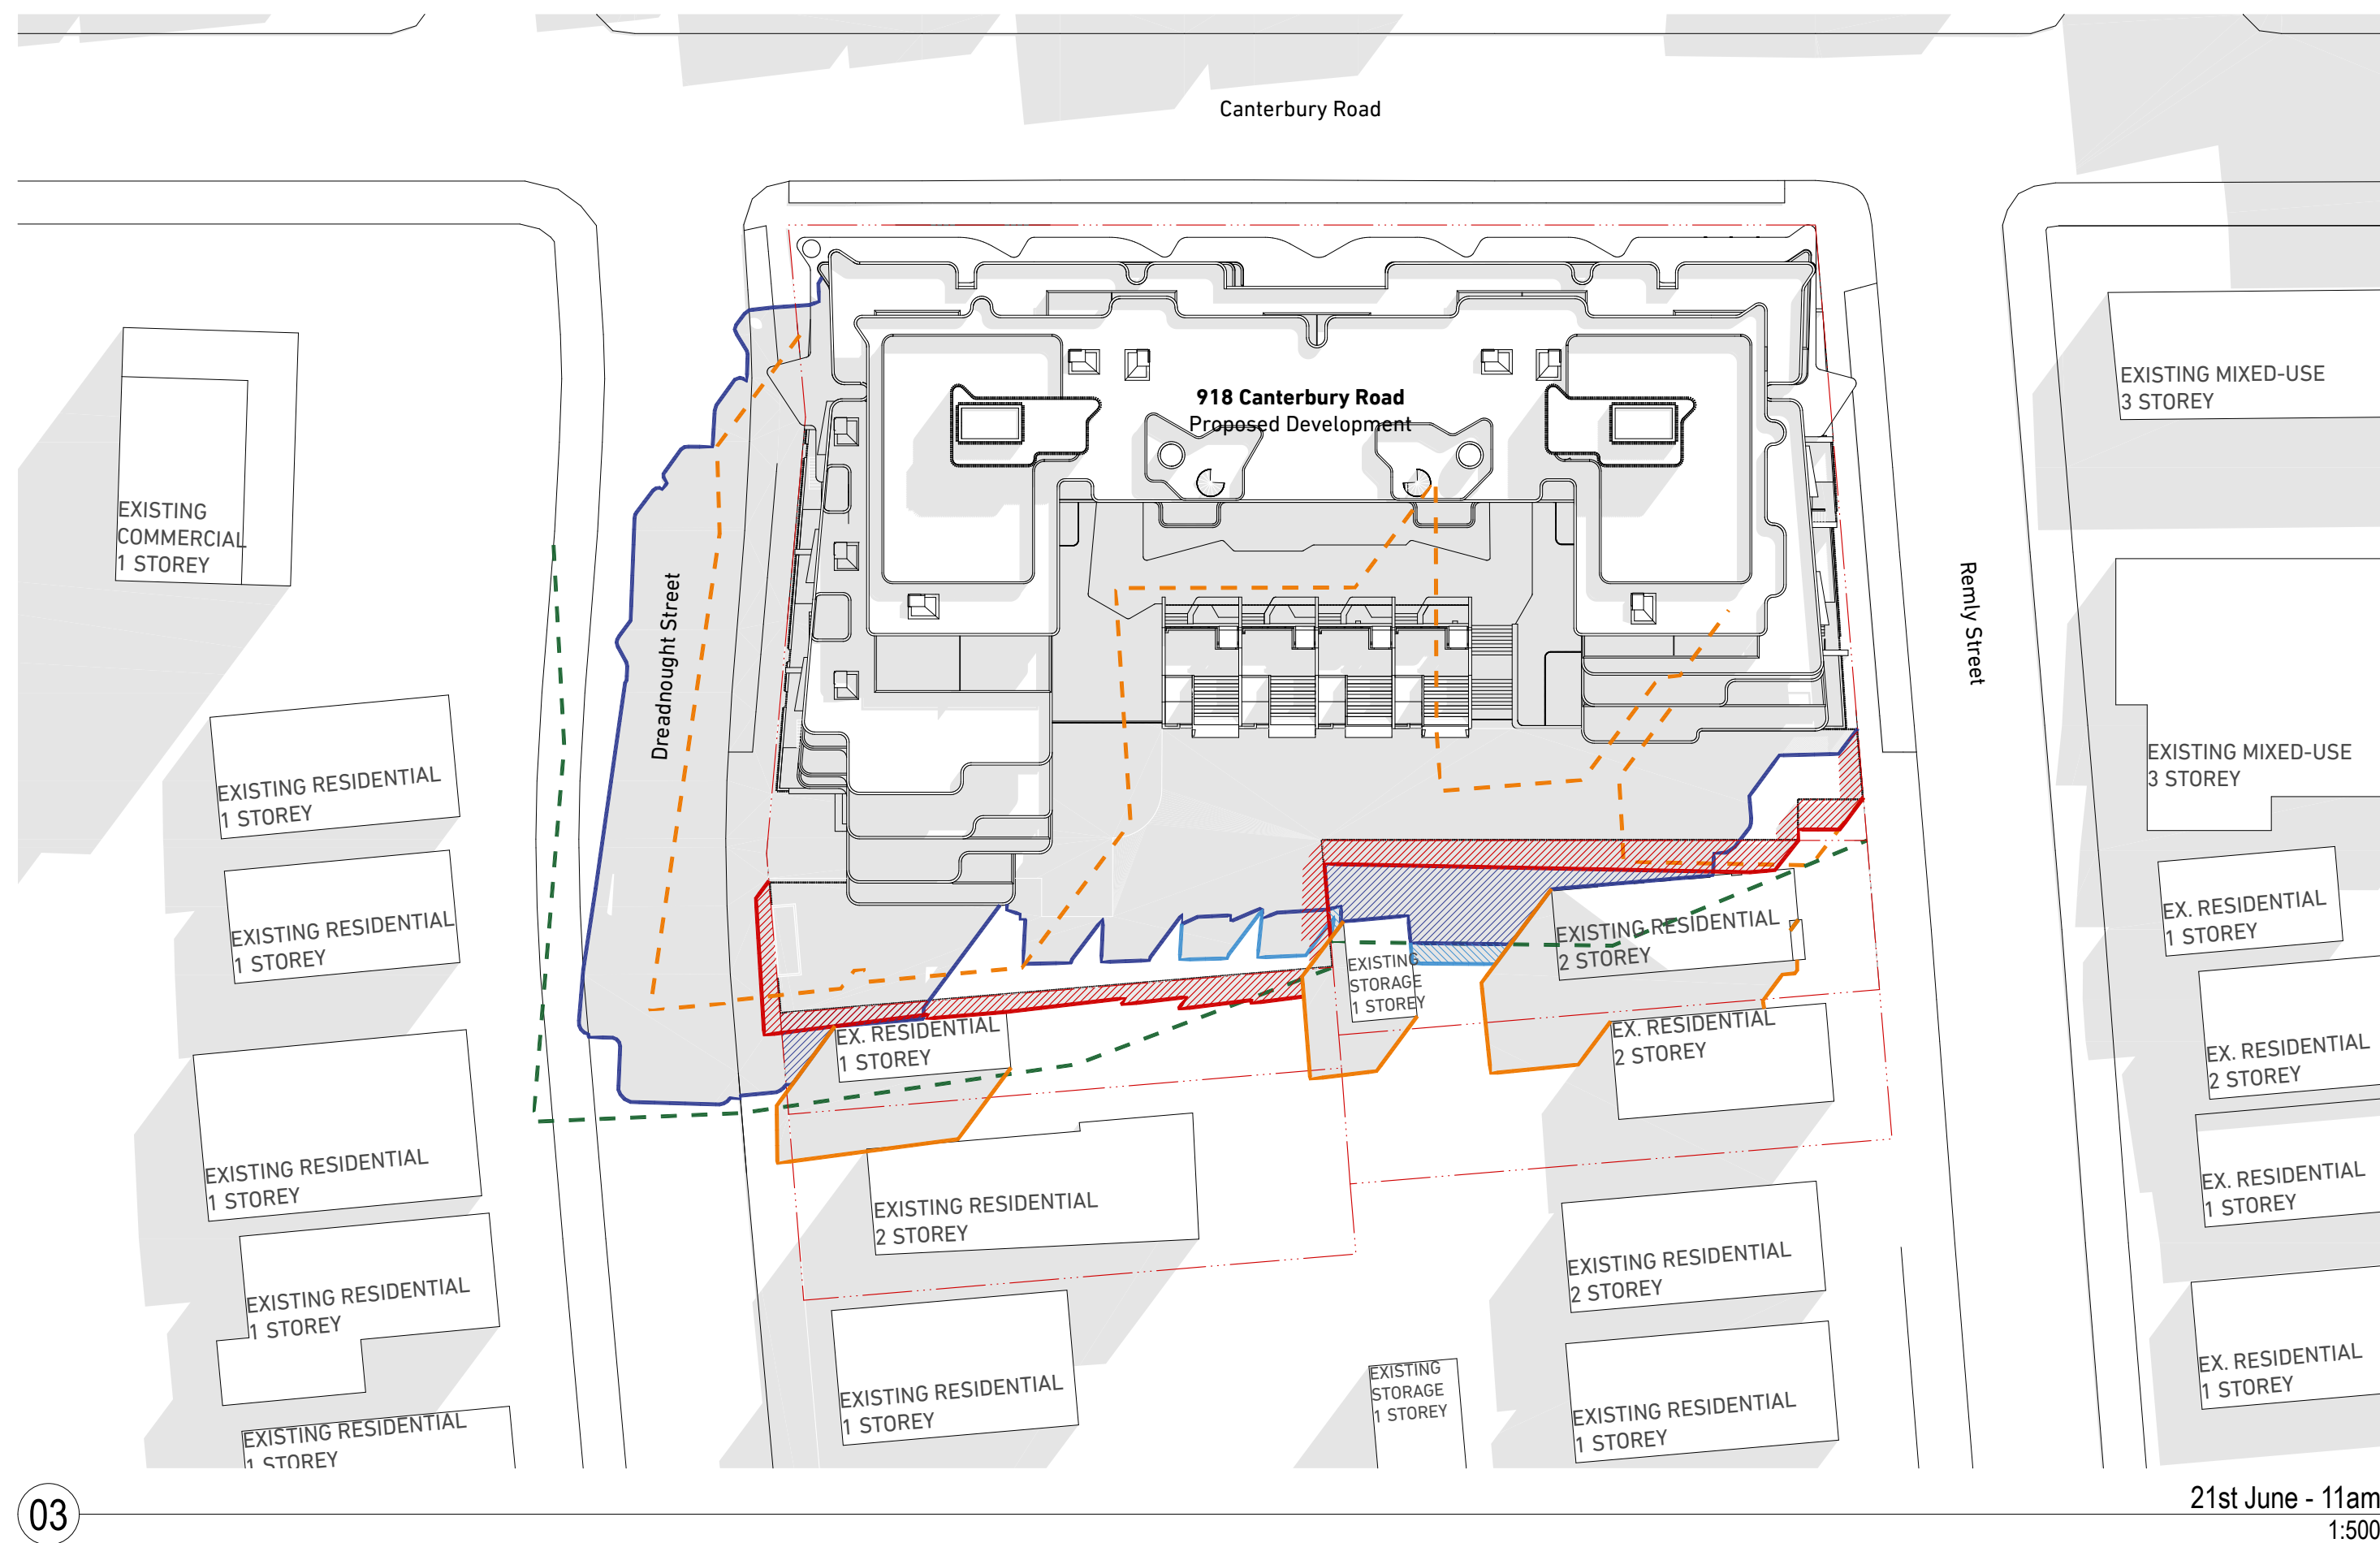 Canterbury Road
918 Canterbury Road
Proposed Development
EXISTING MIXED-USE
3 STOREY
EXISTING
COMMERCIAL
1 STOREY
Dreadnought Street
Remly Street
EXISTING MIXED-USE
3 STOREY
EXISTING RESIDENTIAL
1 STOREY
EXISTING RESIDENTIAL
1 STOREY
EXISTING RESIDENTIAL
2 STOREY
EX. RESIDENTIAL
1 STOREY
EXISTING
STORAGE
1 STOREY
EX. RESIDENTIAL
1 STOREY
EX. RESIDENTIAL
2 STOREY
EX. RESIDENTIAL
2 STOREY
EXISTING RESIDENTIAL
1 STOREY
EXISTING RESIDENTIAL
2 STOREY
EX. RESIDENTIAL
1 STOREY
EXISTING RESIDENTIAL
2 STOREY
EXISTING RESIDENTIAL
1 STOREY
EX. RESIDENTIAL
1 STOREY
EXISTING RESIDENTIAL
1 STOREY
EXISTING
STORAGE
1 STOREY
EXISTING RESIDENTIAL
1 STOREY
EXISTING RESIDENTIAL
1 STOREY
03
21st June - 11am
1:500